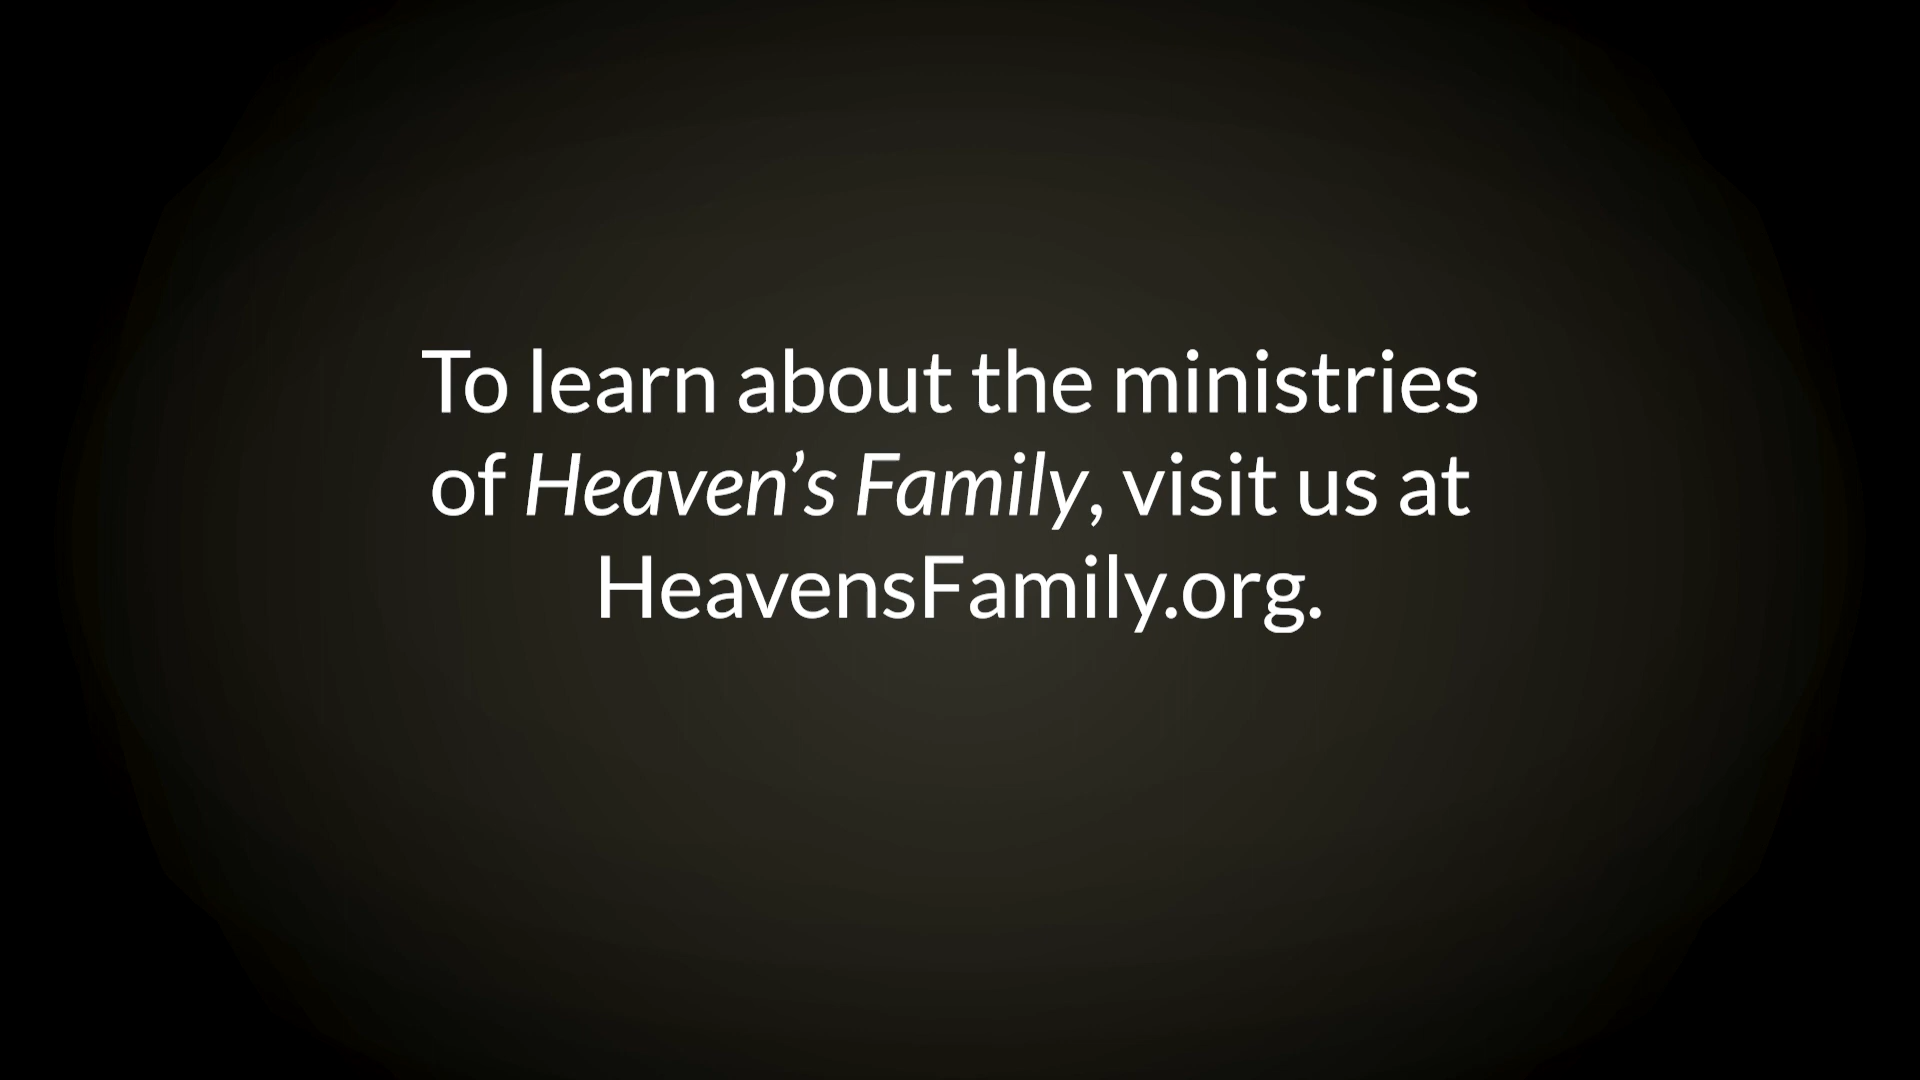 To learn about the ministries
of Heaven’s Family, visit us at
HeavensFamily.org.